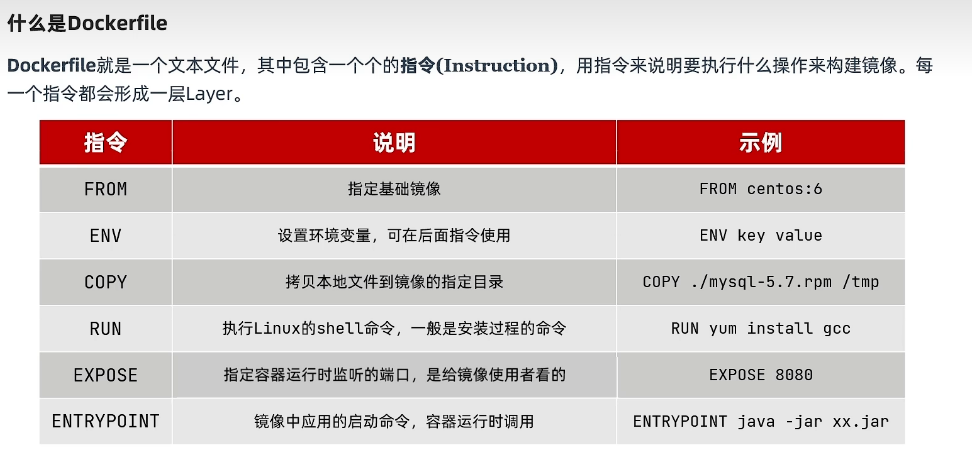 什么是Dockerfile
Dockerfile就是一个文本文件，其中包含一个个的指令(Instruction)，用指令来说明要执行什么操作来构建镜像。每
一个指令都会形成一层Layer。
指令 说明 示例
FROM 指定基础镜像 FROM centos:6
ENV 设置环境变量，可在后面指令使用 ENV key value
COPY 拷贝本地文件到镜像的指定目录 COPY ./mysql-5.7.rpm /tmp
RUN 执行Linux的shell命令，一般是安装过程的命令 RUN yum install gcc
EXPOSE 指定容器运行时监听的端口，是给镜像使用者看的 EXPOSE 8080
ENTRYPOINT 镜像中应用的启动命令，容器运行时调用 ENTRYPOINT java -jar xx.jar